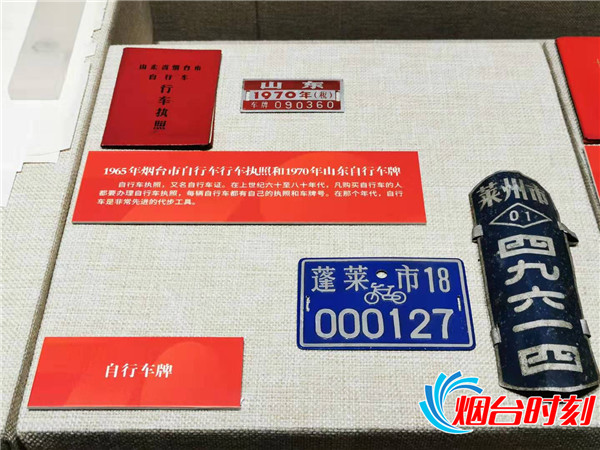 山东省烟台市
自行车
行车执照
山东
1970年(税)
车牌 090360
1965年烟台市自行车行车执照和1970年山东自行车牌
自行车执照，又名自行车证。在上世纪六十至八十年代，凡购买自行车的人
都要办理自行车执照，每辆自行车都有自己的执照和车牌号。在那个年代，自行
车是非常先进的代步工具。
莱州市
01
四九六一四
蓬莱市18
000127
自行车牌
烟台时刻